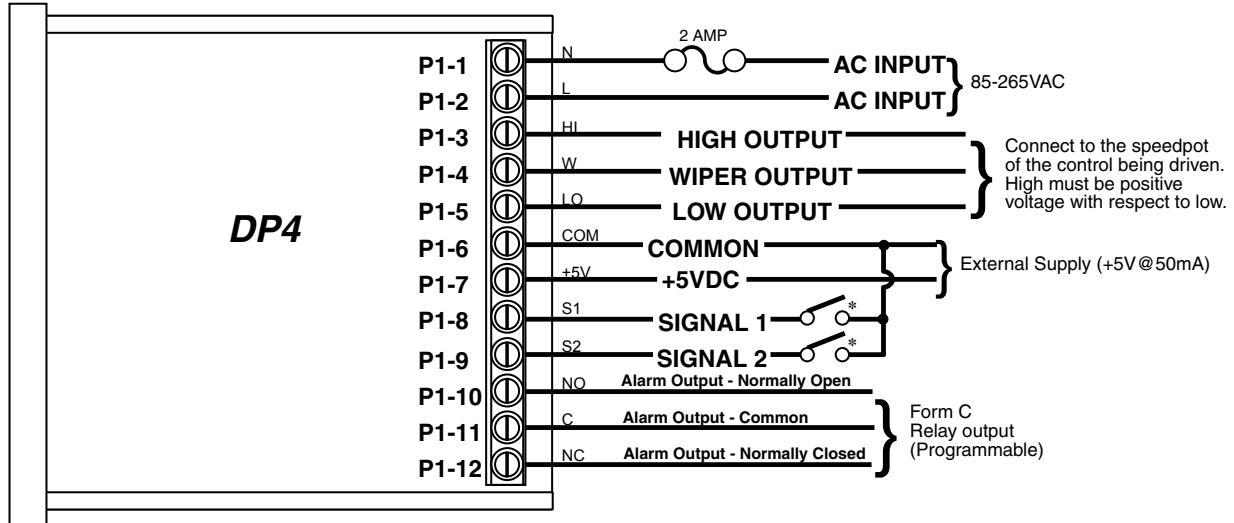 2 AMP
P1-1 N AC INPUT
85-265VAC
P1-2 L AC INPUT
P1-3 HI HIGH OUTPUT
P1-4 W WIPER OUTPUT
P1-5 LO LOW OUTPUT
Connect to the speedpot
of the control being driven.
High must be positive
voltage with respect to low.
DP4
P1-6 COM COMMON
P1-7 +5V +5VDC
External Supply (+5V@50mA)
P1-8 S1 SIGNAL 1 *
P1-9 S2 SIGNAL 2 *
P1-10 NO Alarm Output - Normally Open
P1-11 C Alarm Output - Common
P1-12 NC Alarm Output - Normally Closed
Form C
Relay output
(Programmable)